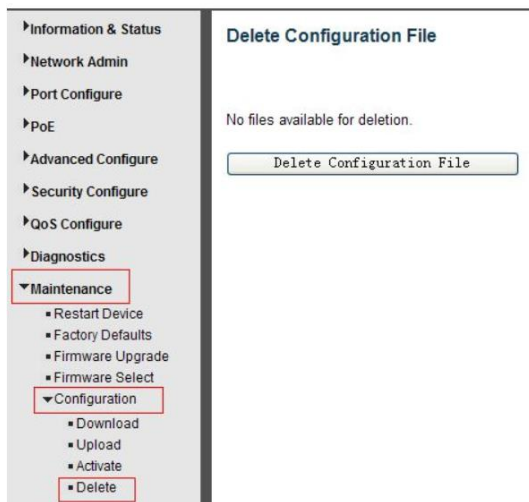 Information & Status
Network Admin
Port Configure
PoE
Advanced Configure
Security Configure
QoS Configure
Diagnostics
Maintenance
Restart Device
Factory Defaults
Firmware Upgrade
Firmware Select
Configuration
Download
Upload
Activate
Delete
Delete Configuration File
No files available for deletion.
Delete Configuration File